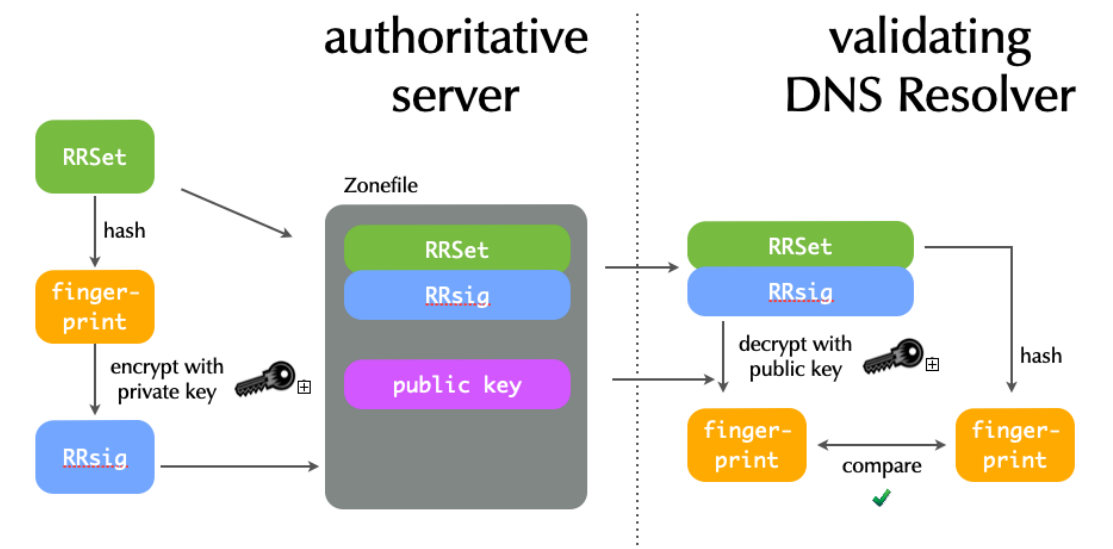 authoritative
server
validating
DNS Resolver
RRSet
hash
finger-
print
encrypt with
private key
RRsig
Zonefile
RRSet
RRsig
public key
RRSet
RRsig
decrypt with
public key
hash
finger-
print
compare
finger-
print